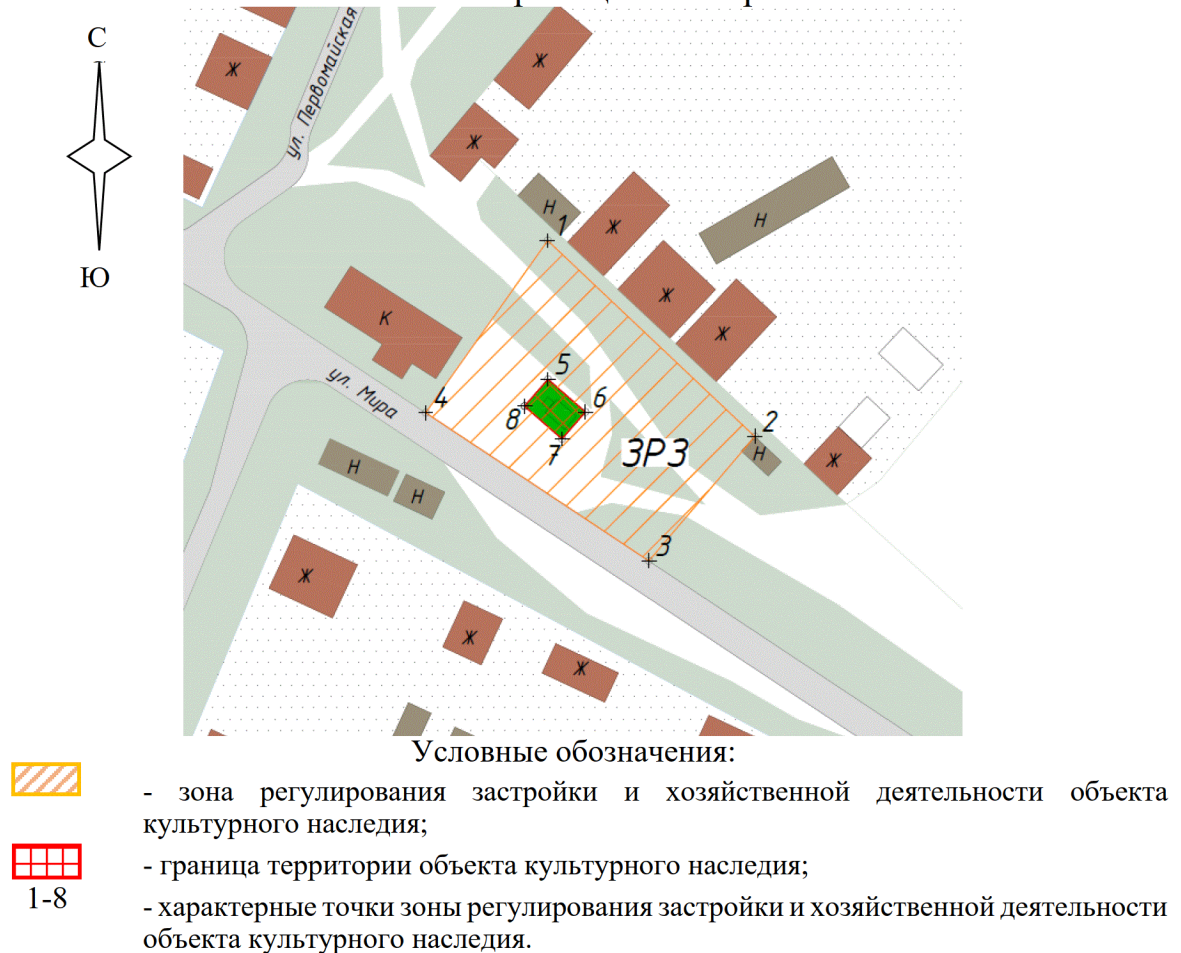 С
Ю
ул. Первомайская
Ж
Ж
Ж
Н
1
Ж
Н
Ж
К
Ж
5
ул. Мира
4
6
8
2
7
ЗРЗ
Н
Ж
Н
Н
3
Ж
Ж
Ж
Условные обозначения:
- зона регулирования застройки и хозяйственной деятельности объекта
культурного наследия;
- граница территории объекта культурного наследия;
1-8
- характерные точки зоны регулирования застройки и хозяйственной деятельности
объекта культурного наследия.